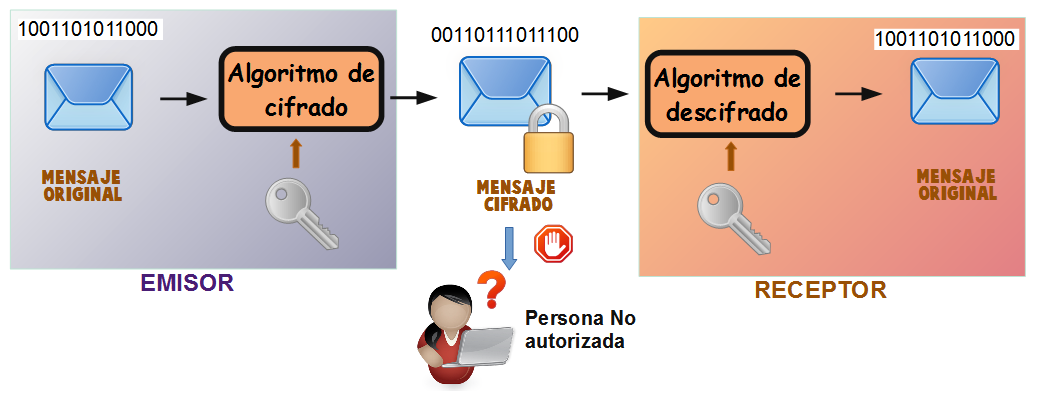 1001101011000
Algoritmo de
cifrado
MENSAJE
ORIGINAL
EMISOR
00110111011100
MENSAJE
CIFRADO
?
Persona No
autorizada
1001101011000
Algoritmo de
descifrado
MENSAJE
ORIGINAL
RECEPTOR